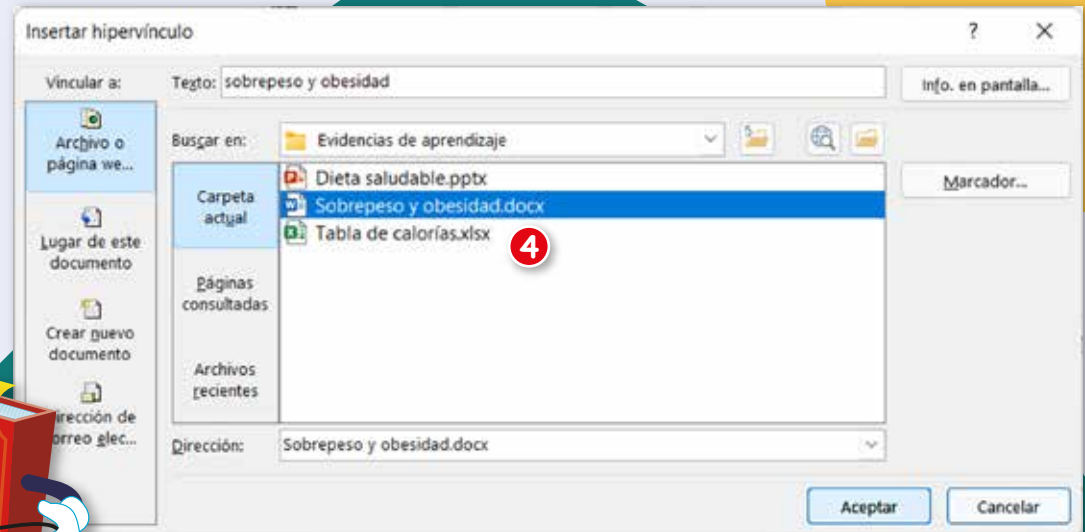 Insertar hipervínculo
?
Vincular a:
Texto: sobrepeso y obesidad
Info. en pantalla...
Archivo o
página we...
Buscar en:
Evidencias de aprendizaje
Carpeta
actual
Dieta saludable.pptx
Sobrepeso y obesidad.docx
Tabla de calorías.xlsx
4
Marcador...
Lugar de este
documento
Páginas
consultadas
Crear nuevo
documento
Archivos
recientes
irección de
orreo elec...
Dirección:
Sobrepeso y obesidad.docx
Aceptar
Cancelar